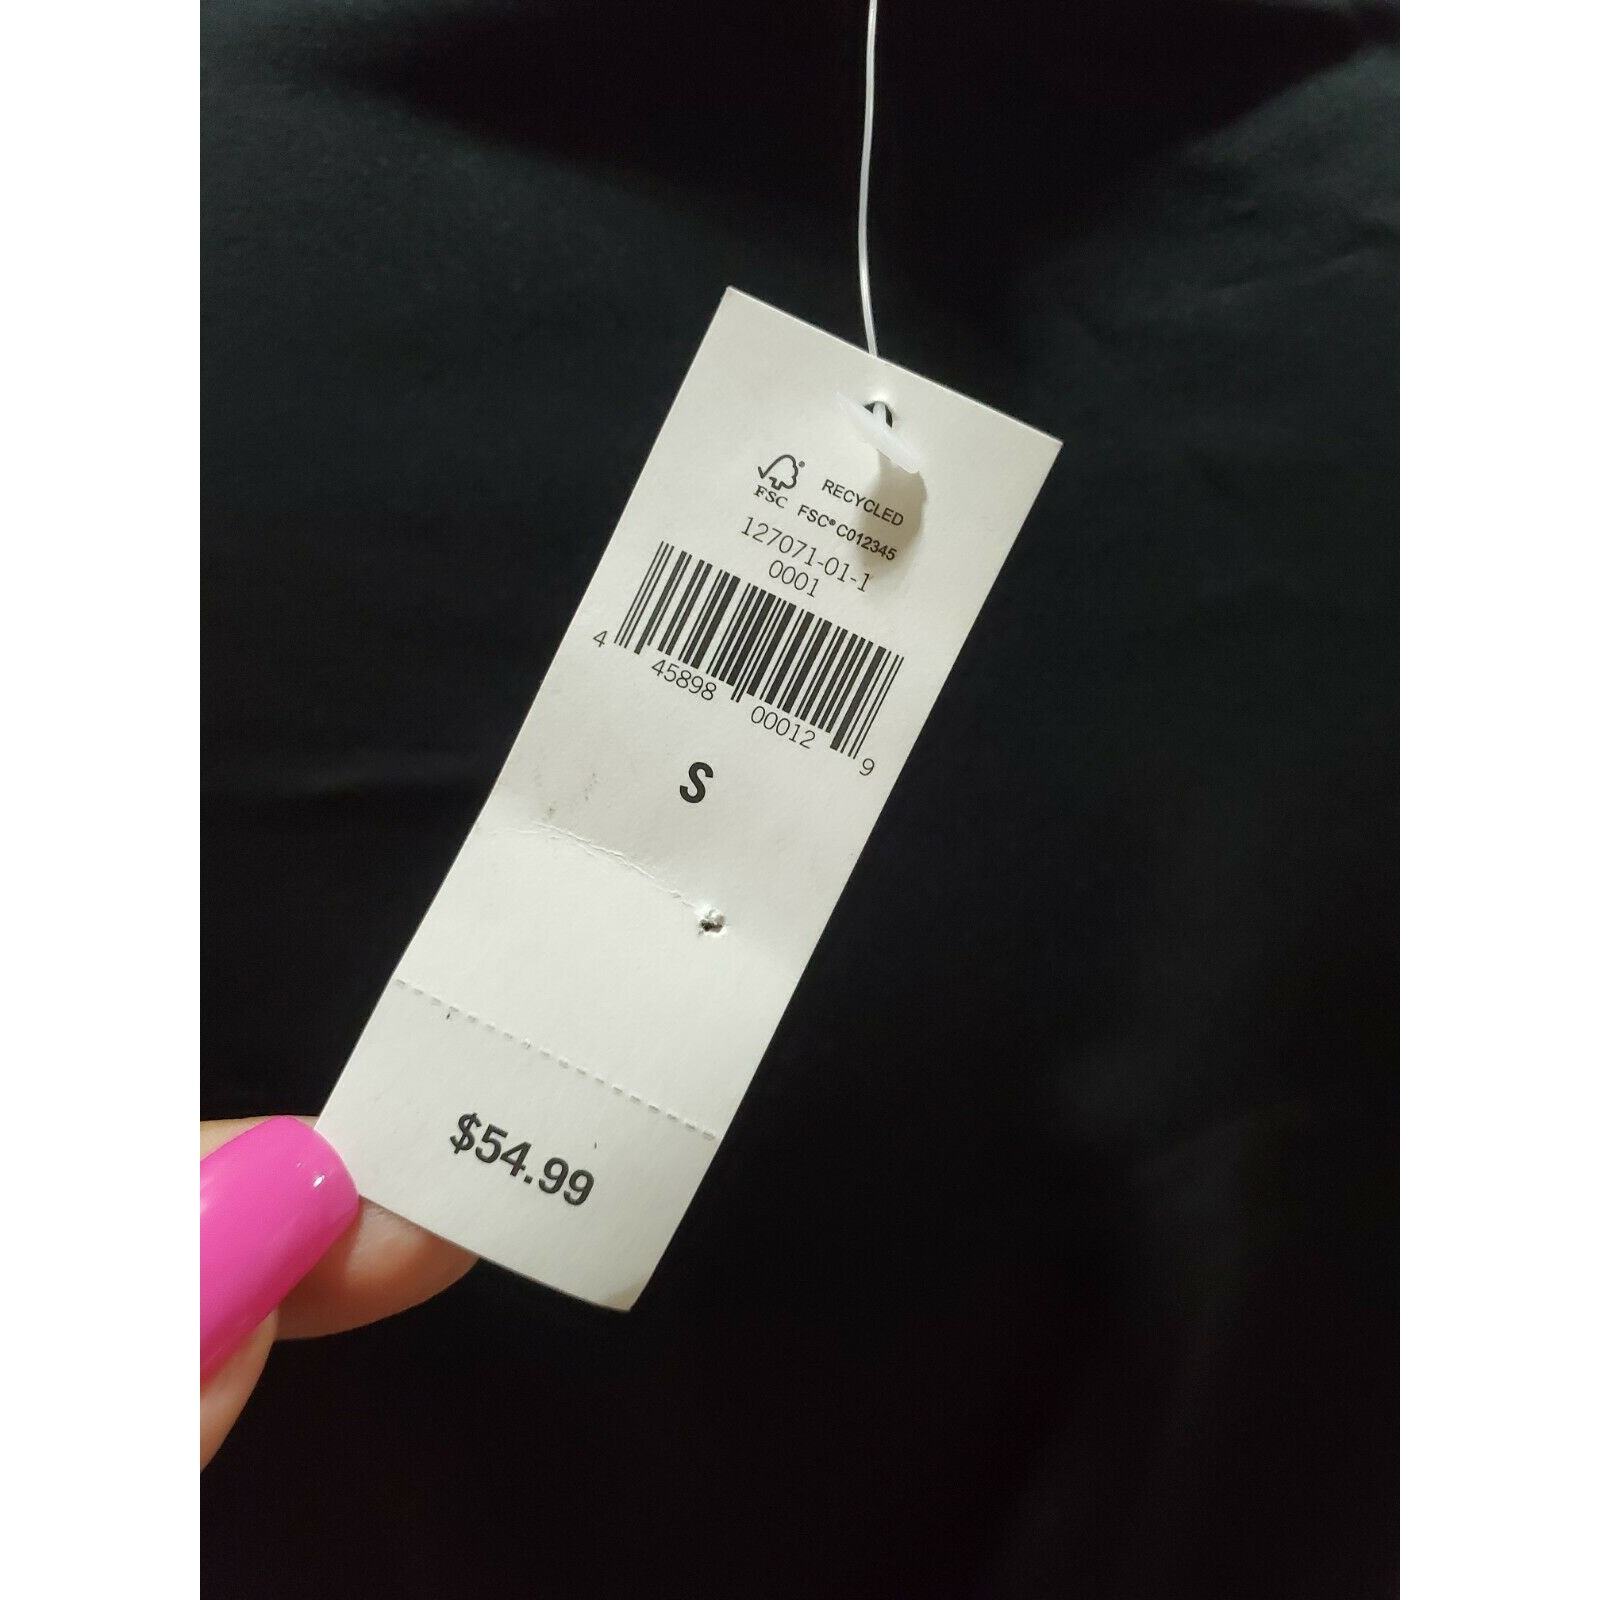 FSC RECYCLED
FSC® C012345
127071-01-1
0001
4 45898 00012 9
S
$54.99